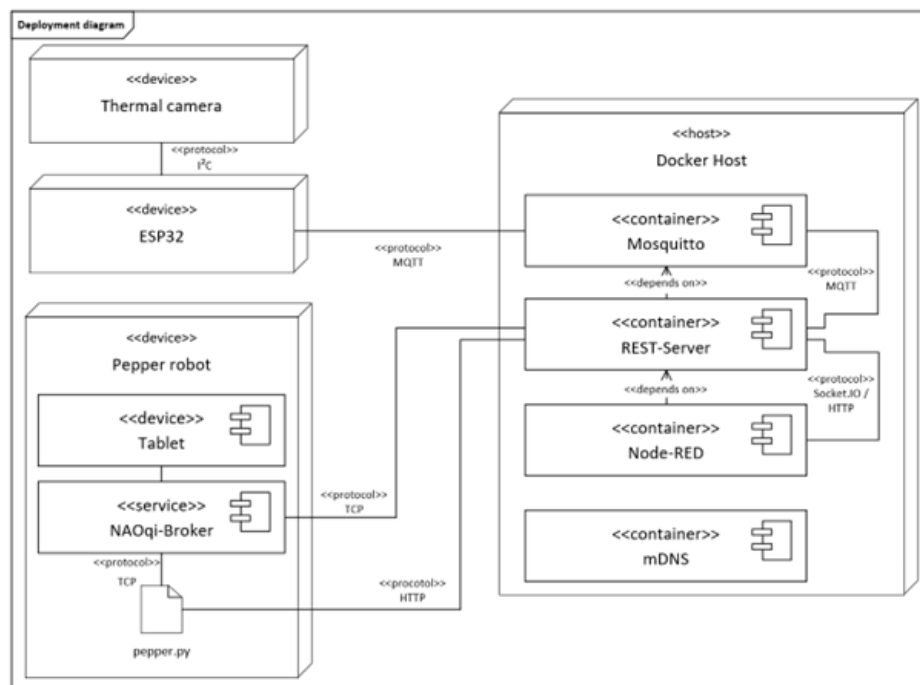 Deployment diagram
<<device>>
Thermal camera
<<protocol>>
I²C
<<device>>
ESP32
<<protocol>>
MQTT
<<device>>
Pepper robot
<<device>>
Tablet
<<service>>
NAOqi-Broker
<<protocol>>
TCP
pepper.py
<<protocol>>
TCP
<<procotol>>
HTTP
<<host>>
Docker Host
<<container>>
Mosquitto
<<protocol>>
MQTT
<<depends on>>
<<container>>
REST-Server
<<depends on>>
<<protocol>>
Socket.IO /
HTTP
<<container>>
Node-RED
<<container>>
mDNS